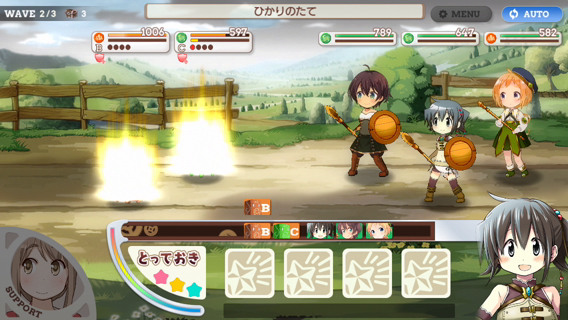 WAVE 2/3 3
ひかりのたて
MENU
AUTO
1006
B
597
C
789
647
582
B
B C
とっておき
SUPPORT